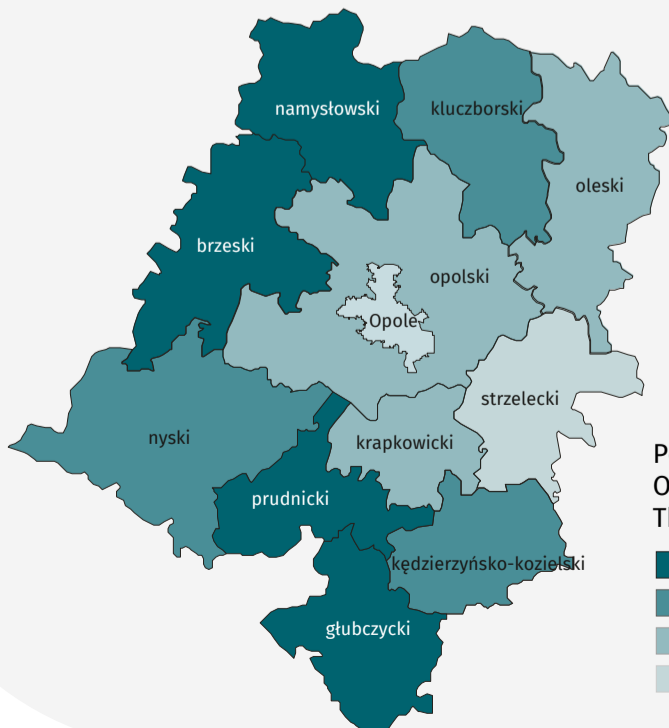 namysłowski
kluczborski
oleski
brzeski
opolski
Opole
strzelecki
nyski
krapkowicki
prudnicki
kędzierzyńsko-kozielski
głubczycki
P
O